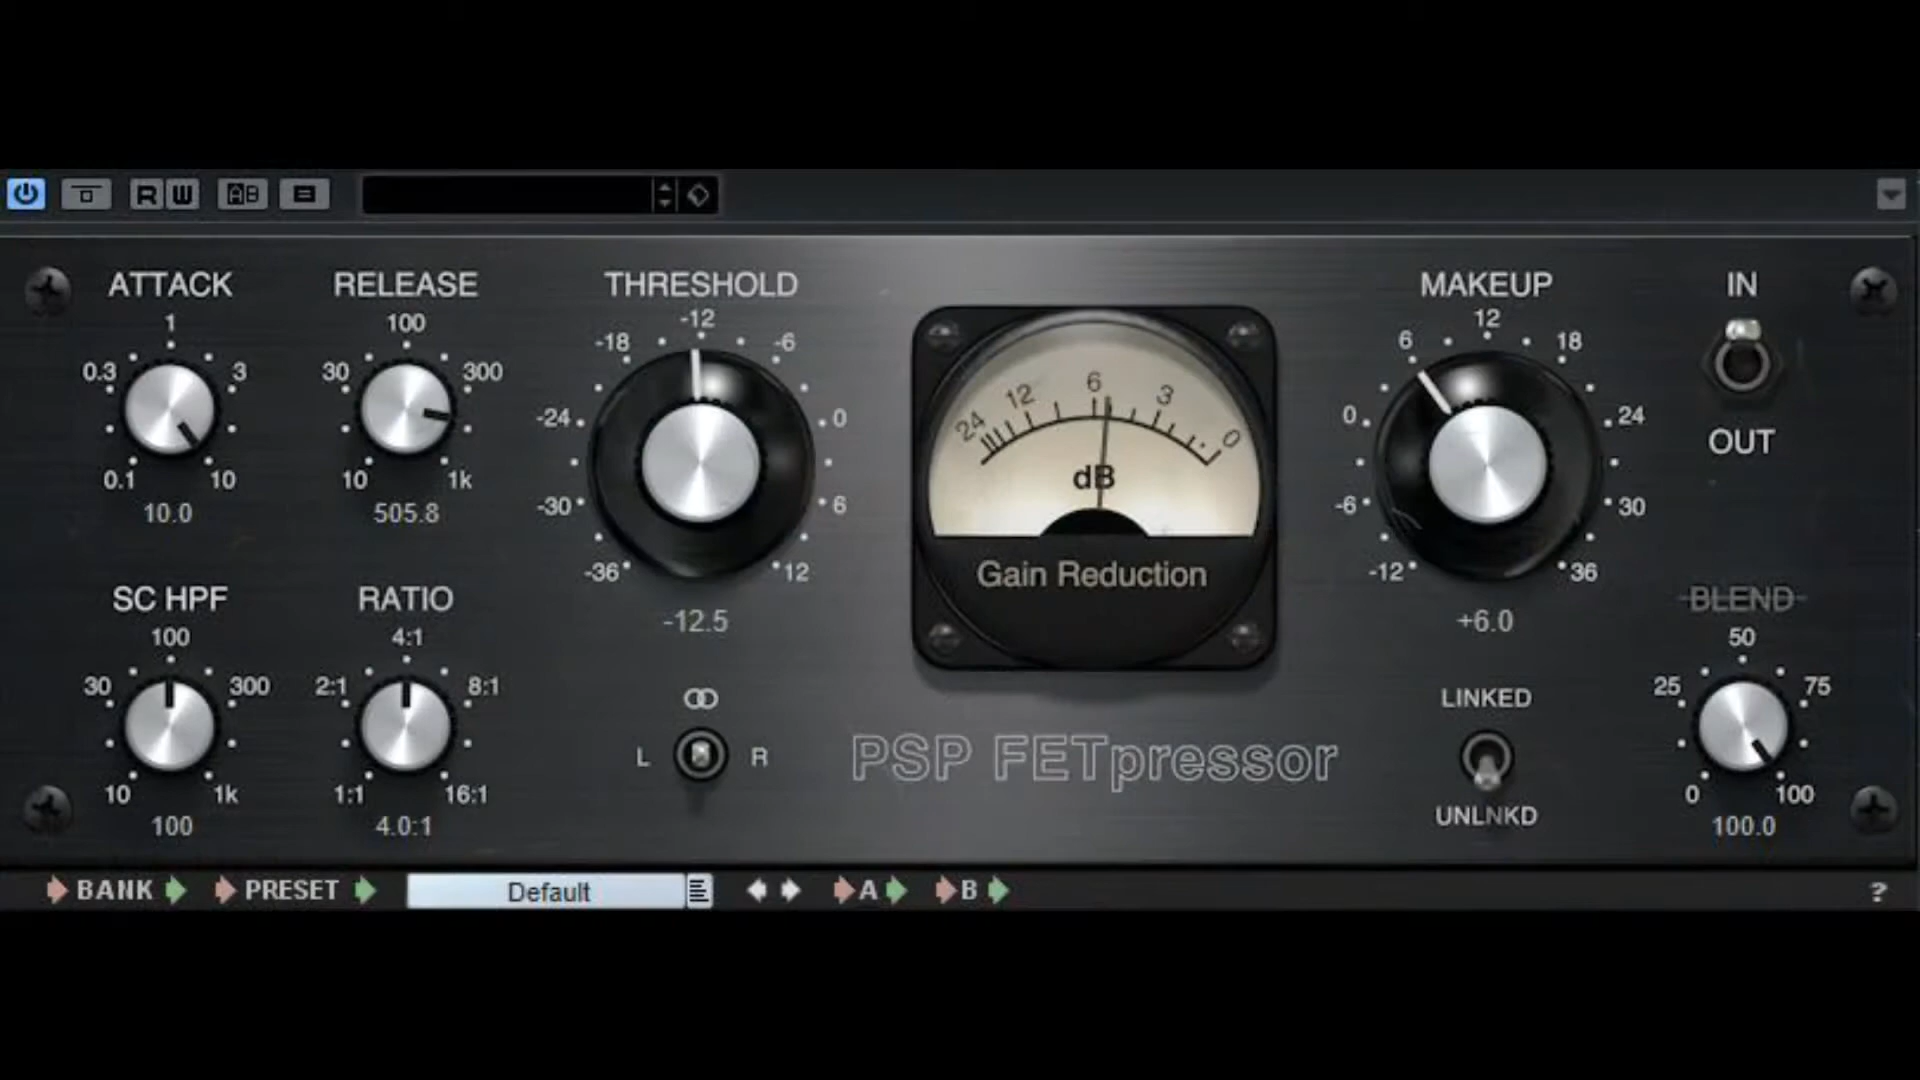 R W AB
ATTACK RELEASE THRESHOLD MAKEUP IN
1 100 -12 12
-18 -6 6 18
0.3 3 30 300
24 12 6 3 0
-24 0 0 24
dB
OUT
0.1 10 10 1k
-30 6 -6 30
10.0 505.8
-36 12 -12 36
Gain Reduction
SC HPF RATIO BLEND
-12.5 +6.0
100 4:1 50
30 300 2:1 8:1 25 75
LINKED
L R
PSP FETpressor
10 1k 1:1 16:1 0 100
UNLNKD
100 4.0:1 100.0
BANK PRESET Default A B ?